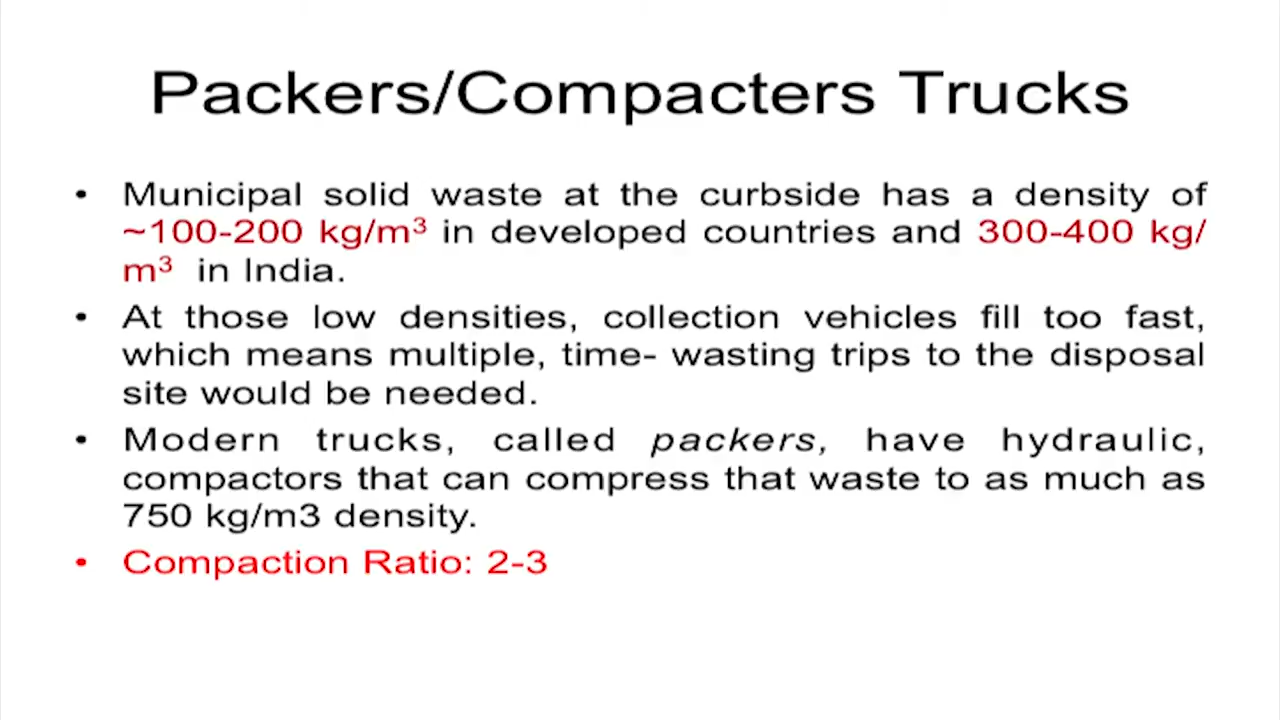 Packers/Compacters Trucks
• Municipal solid waste at the curbside has a density of
~100-200 kg/m³ in developed countries and 300-400 kg/
m³ in India.
• At those low densities, collection vehicles fill too fast,
which means multiple, time- wasting trips to the disposal
site would be needed.
• Modern trucks, called packers, have hydraulic,
compactors that can compress that waste to as much as
750 kg/m3 density.
• Compaction Ratio: 2-3